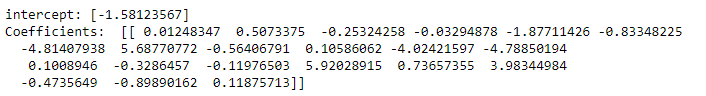 intercept: [-1.58123567]
Coefficients:  [[ 0.01248347  0.5073375  -0.25324258 -0.03294878 -1.87711426 -0.83348225
  -4.81407938  5.68770772 -0.56406791  0.10586062 -4.02421597 -4.78850194
   0.1008946  -0.3286457  -0.11976503  5.92028915  0.73657355  3.98344984
  -0.4735649  -0.89890162  0.11875713]]